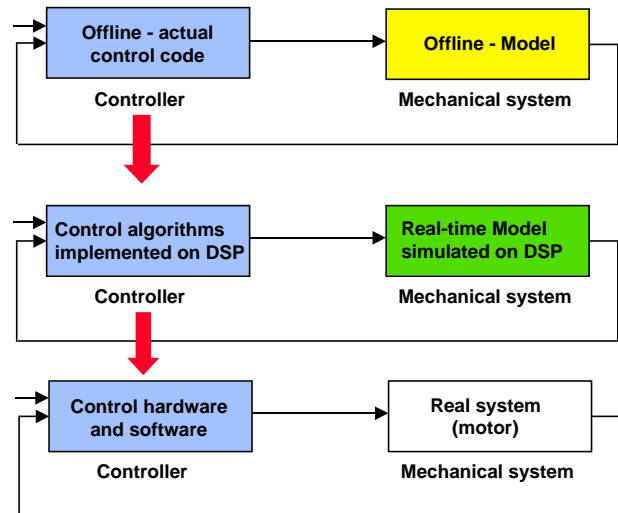 Offline - actual
control code
Offline - Model
Controller
Mechanical system
Control algorithms
implemented on DSP
Real-time Model
simulated on DSP
Controller
Mechanical system
Control hardware
and software
Real system
(motor)
Controller
Mechanical system